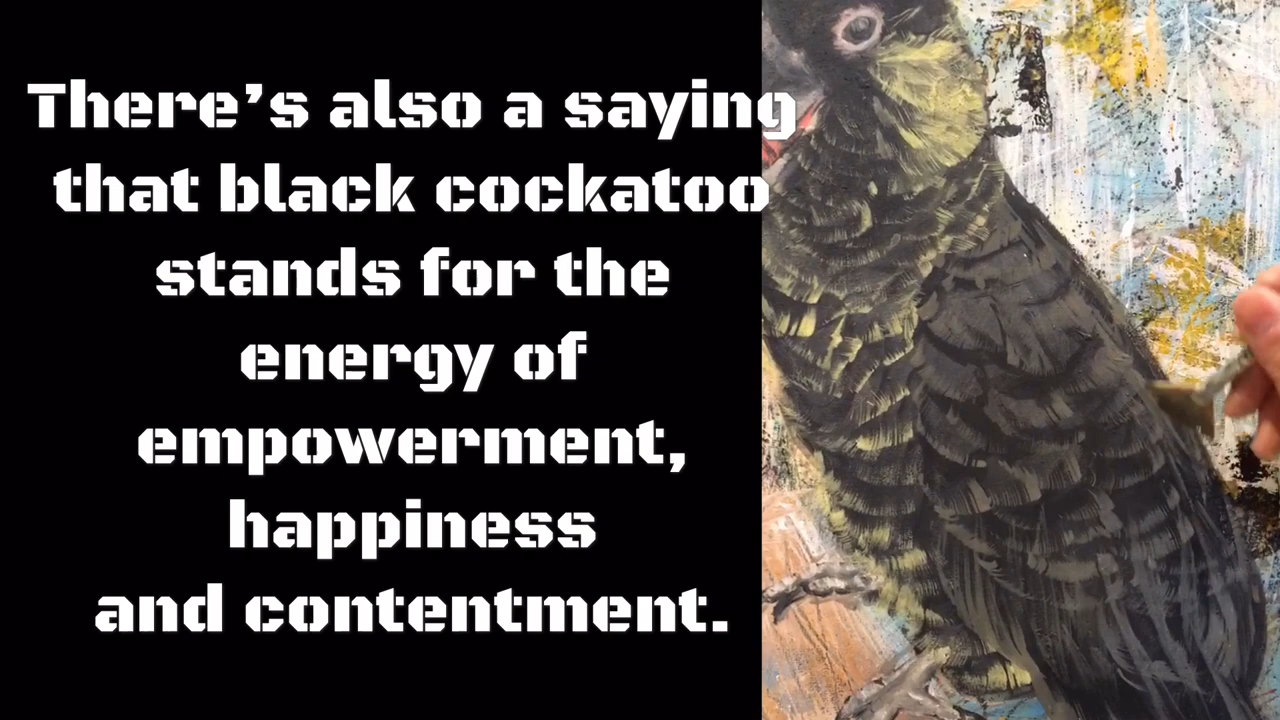 There’s also a saying
that black cockatoo
stands for the
energy of
empowerment,
happiness
and contentment.